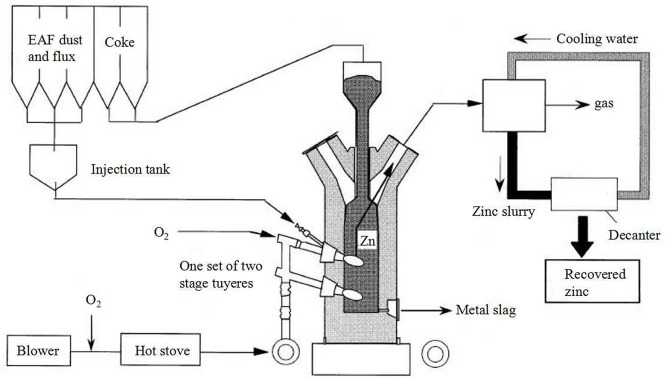 EAF dust
and flux
Coke
Cooling water
gas
Injection tank
Zinc slurry
Decanter
O2
Zn
One set of two
stage tuyeres
Recovered
zinc
O2
Metal slag
Blower
Hot stove